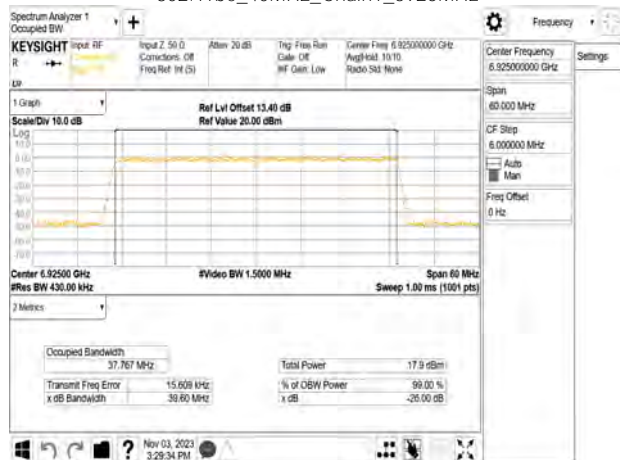 Spectrum Analyzer 1
Occupied BW
Frequency
Settings
KEYSIGHT
Input: RF
R
Input Z: 50 Ω
Corrections: Off
Freq Ref: Int (S)
Atten: 20 dB
Trig: Free Run
Gate: Off
#IF Gain: Low
Center Freq: 6.925000000 GHz
Avg|Hold: 10/10
Radio Std: None
Center Frequency
6.925000000 GHz
Span
60.000 MHz
CF Step
6.000000 MHz
Auto
Man
Freq Offset
0 Hz
1 Graph
Scale/Div 10.0 dB
Ref Lvl Offset 13.40 dB
Ref Value 20.00 dBm
Log
10.0
0.00
Center 6.92500 GHz
#Res BW 430.00 kHz
#Video BW 1.5000 MHz
Span 60 MHz
Sweep 1.00 ms (1001 pts)
2 Metrics
Occupied Bandwidth
37.767 MHz
Total Power
17.9 dBm
Transmit Freq Error
15.609 kHz
% of OBW Power
99.00 %
x dB Bandwidth
39.60 MHz
x dB
-26.00 dB
Nov 03, 2023
3:29:34 PM